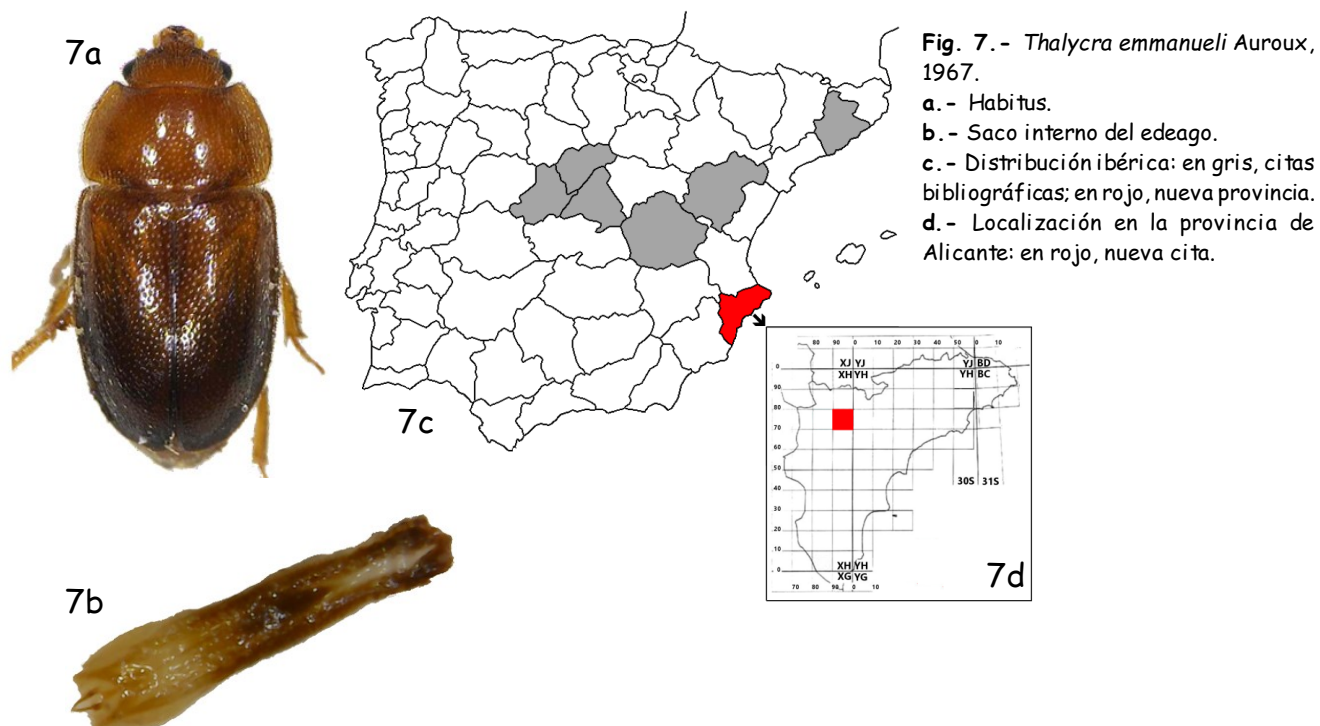 7a
Fig. 7.- Thalycra emmanueli Auroux,
1967.
a.- Habitus.
b.- Saco interno del edeago.
c.- Distribución ibérica: en gris, citas
bibliográficas; en rojo, nueva provincia.
d.- Localización en la provincia de
Alicante: en rojo, nueva cita.
7c
80 90 0 10 20 30 40 50 0 10
XJ YJ YJ BD
0
XH YH YH BC
90
80
70
60
50
30S 31S
40
30
20
10
XH YH
0
XG YG
70 80 90 0 10
7d
7b